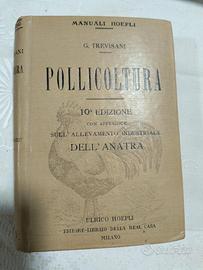 MANUALI HOEPLI
G. TREVISANI
POLLICOLTURA
10ª EDIZIONE
CON APPENDICE
SULL'ALLEVAMENTO INDUSTRIALE
DELL'ANATRA
ULRICO HOEPLI
EDITORE-LIBRAIO DELLA REAL CASA
MILANO